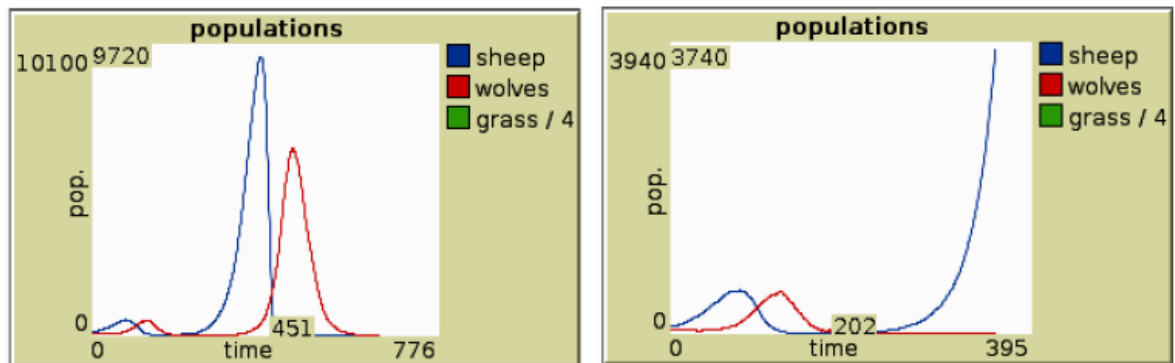 populations
10100
9720
sheep
wolves
grass / 4
pop.
0
451
0
time
776
populations
3940
3740
sheep
wolves
grass / 4
pop.
0
202
0
time
395